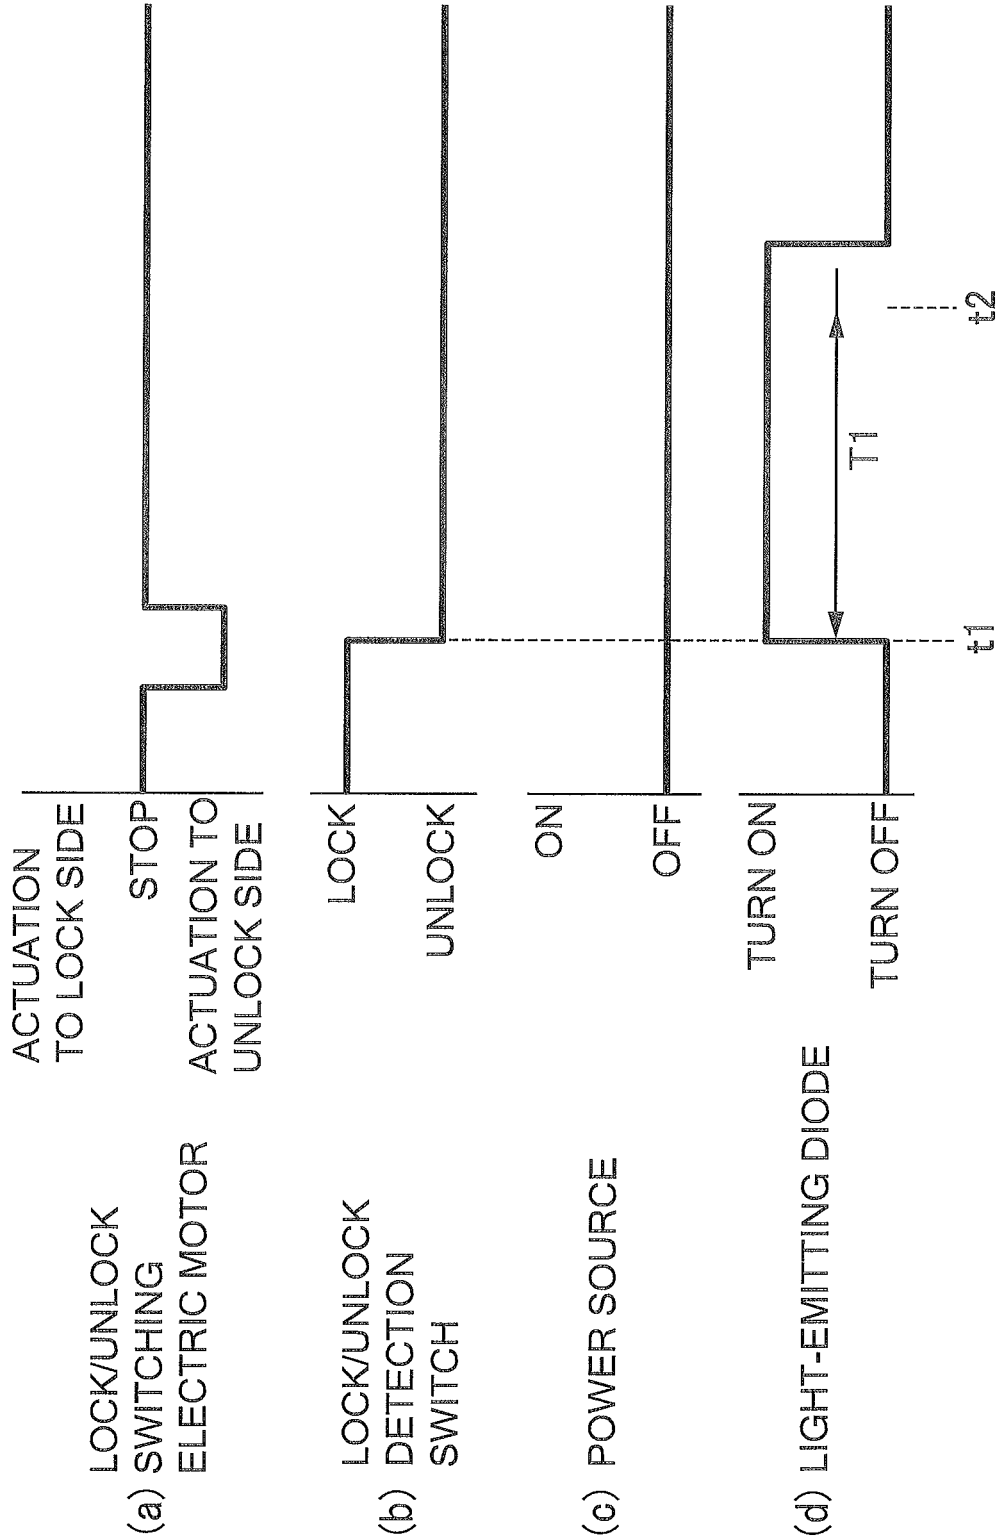 (a) LOCK/UNLOCK
SWITCHING
ELECTRIC MOTOR
ACTUATION
TO LOCK SIDE
STOP
ACTUATION TO
UNLOCK SIDE
(b) LOCK/UNLOCK
DETECTION
SWITCH
LOCK
UNLOCK
(c) POWER SOURCE
ON
OFF
(d) LIGHT-EMITTING DIODE
TURN ON
TURN OFF
T1
t1
t2